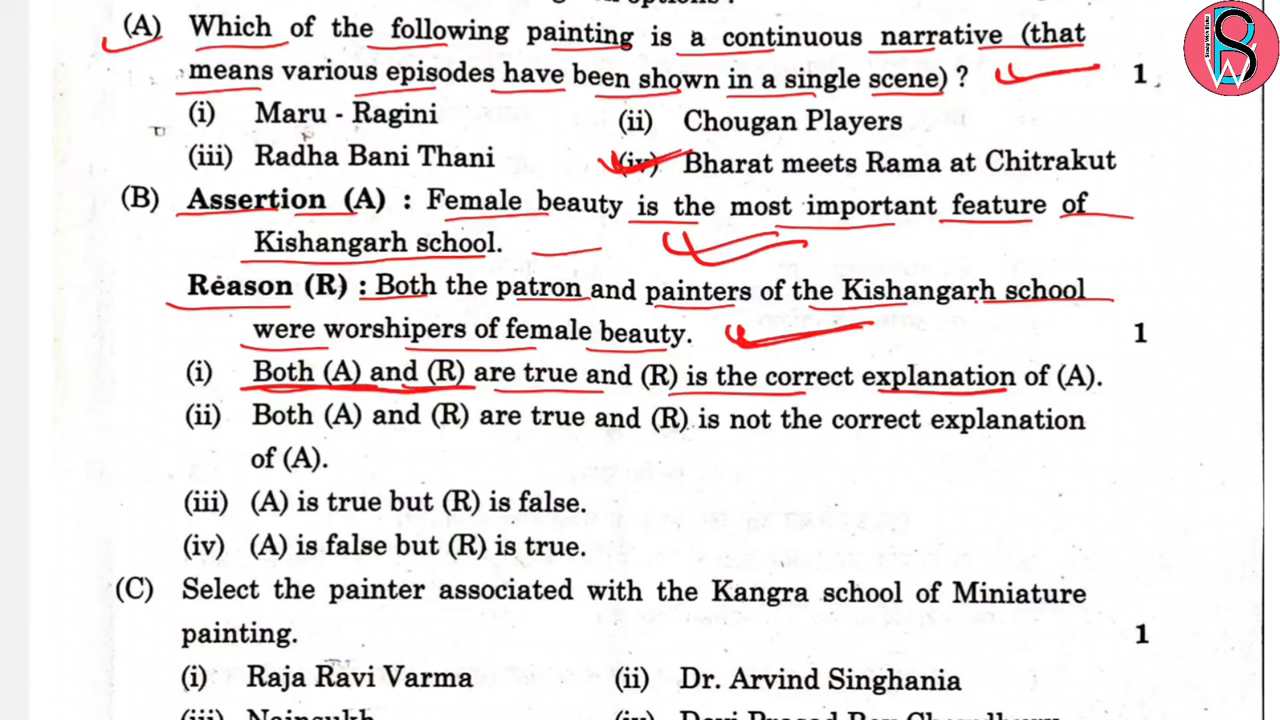 (A) Which of the following painting is a continuous narrative (that
means various episodes have been shown in a single scene) ? 1
(i) Maru - Ragini (ii) Chougan Players
(iii) Radha Bani Thani (iv) Bharat meets Rama at Chitrakut
(B) Assertion (A) : Female beauty is the most important feature of
Kishangarh school.
Reason (R) : Both the patron and painters of the Kishangarh school
were worshipers of female beauty. 1
(i) Both (A) and (R) are true and (R) is the correct explanation of (A).
(ii) Both (A) and (R) are true and (R) is not the correct explanation
of (A).
(iii) (A) is true but (R) is false.
(iv) (A) is false but (R) is true.
(C) Select the painter associated with the Kangra school of Miniature
painting. 1
(i) Raja Ravi Varma (ii) Dr. Arvind Singhania
(iii) Nainsukh